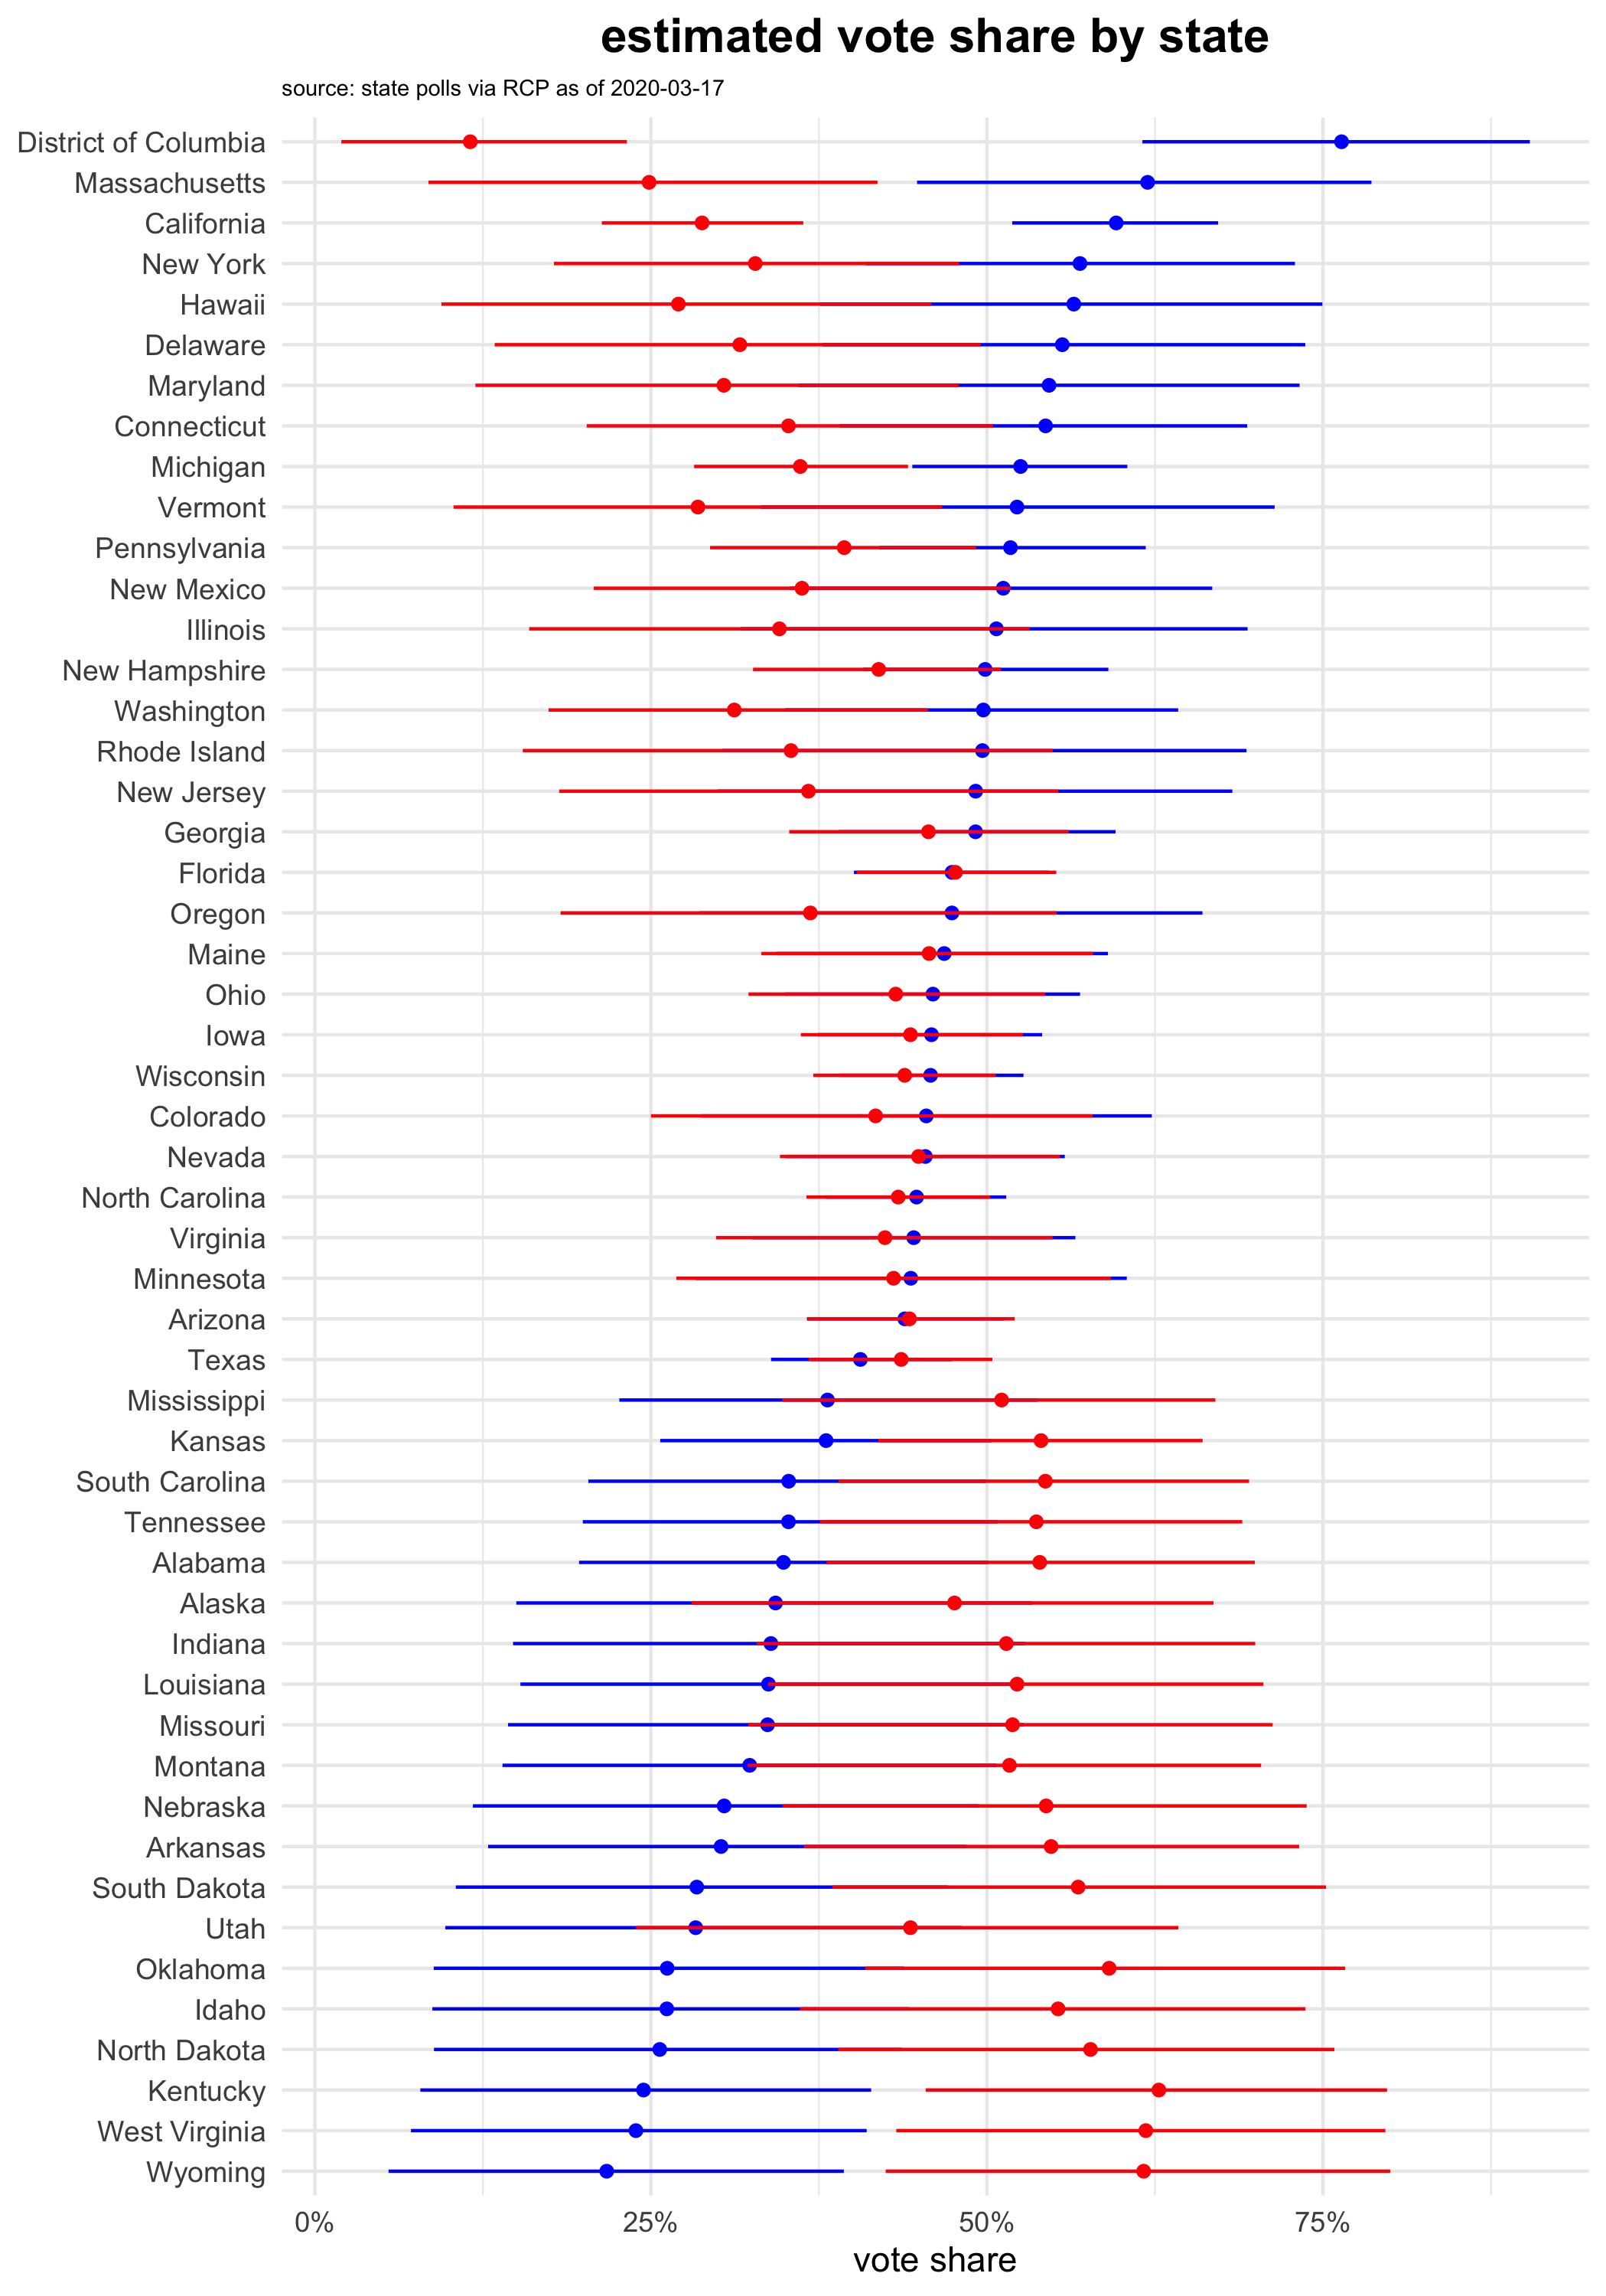 estimated vote share by state
source: state polls via RCP as of 2020-03-17
District of Columbia
Massachusetts
California
New York
Hawaii
Delaware
Maryland
Connecticut
Michigan
Vermont
Pennsylvania
New Mexico
Illinois
New Hampshire
Washington
Rhode Island
New Jersey
Georgia
Florida
Oregon
Maine
Ohio
Iowa
Wisconsin
Colorado
Nevada
North Carolina
Virginia
Minnesota
Arizona
Texas
Mississippi
Kansas
South Carolina
Tennessee
Alabama
Alaska
Indiana
Louisiana
Missouri
Montana
Nebraska
Arkansas
South Dakota
Utah
Oklahoma
Idaho
North Dakota
Kentucky
West Virginia
Wyoming
0% 25% 50% 75%
vote share